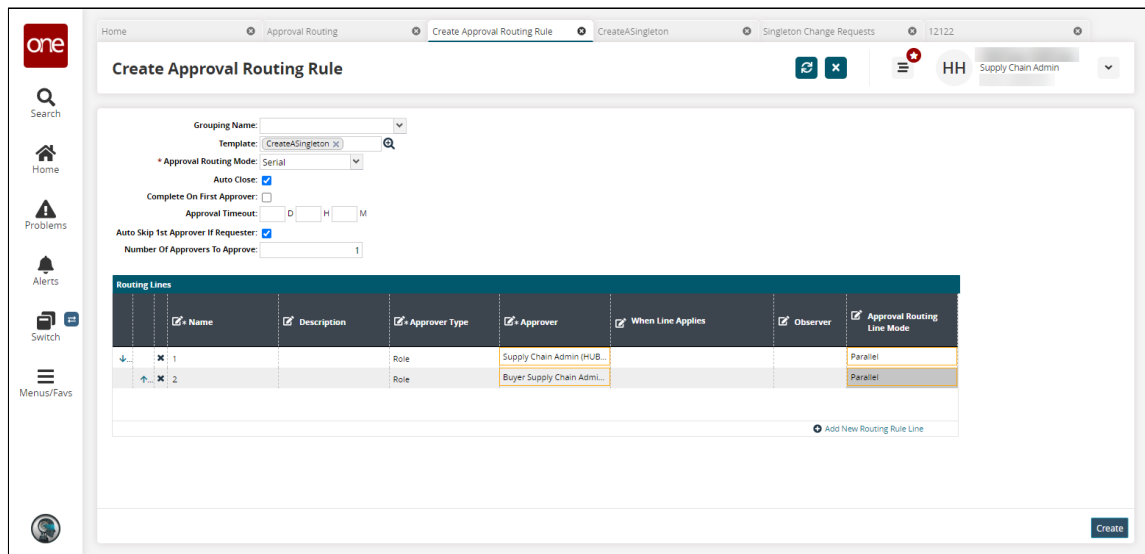 one
Home
Approval Routing
Create Approval Routing Rule
CreateASingleton
Singleton Change Requests
12122
Create Approval Routing Rule
HH
Supply Chain Admin
Search
Home
Problems
Alerts
Switch
Menus/Favs
Grouping Name:
Template: CreateASingleton
* Approval Routing Mode: Serial
Auto Close:
Complete On First Approver:
Approval Timeout: D H M
Auto Skip 1st Approver If Requester:
Number Of Approvers To Approve: 1
Routing Lines
* Name Description * Approver Type * Approver When Line Applies Observer Approval Routing
Line Mode
... 1 Role Supply Chain Admin (HUB... Parallel
... 2 Role Buyer Supply Chain Admi... Parallel
Add New Routing Rule Line
Create